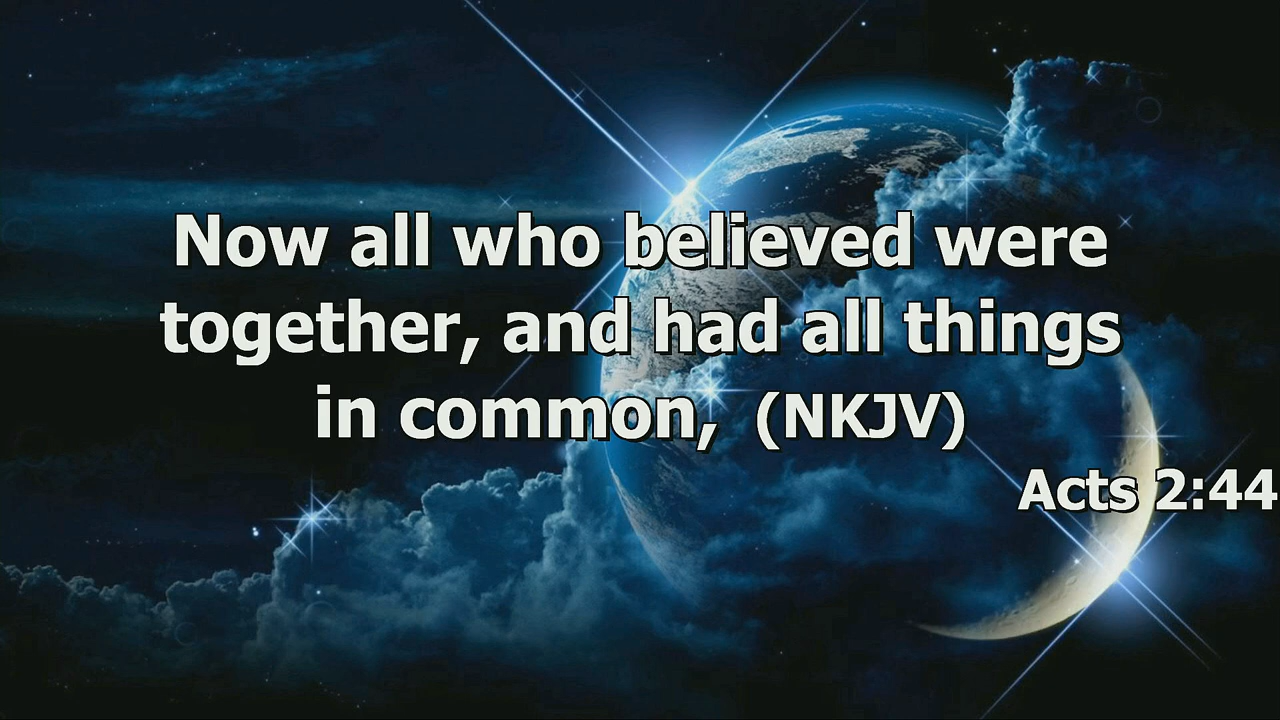 Now all who believed were
together, and had all things
in common, (NKJV)
Acts 2:44